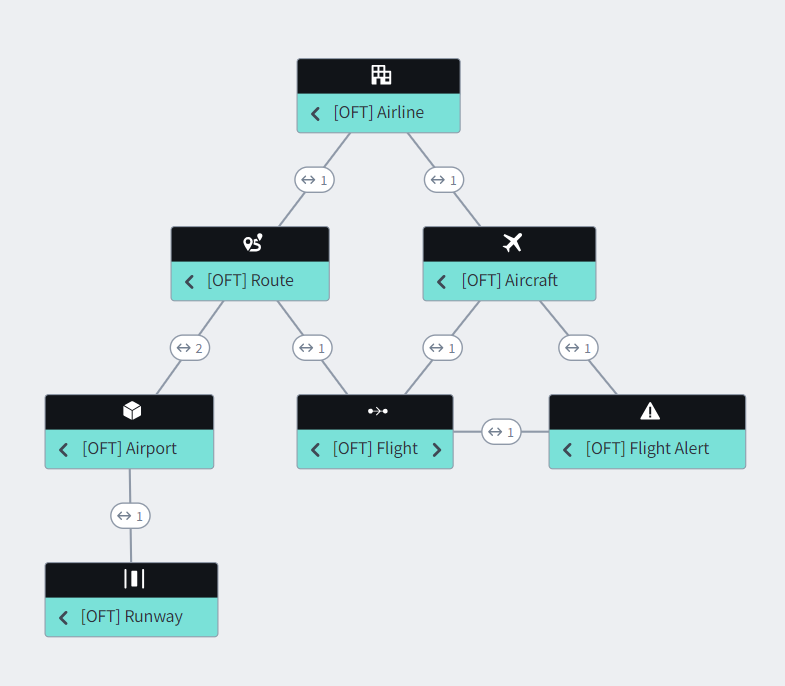 [OFT] Airline
1
1
[OFT] Route
[OFT] Aircraft
2
1
1
1
[OFT] Airport
[OFT] Flight
1
[OFT] Flight Alert
1
[OFT] Runway